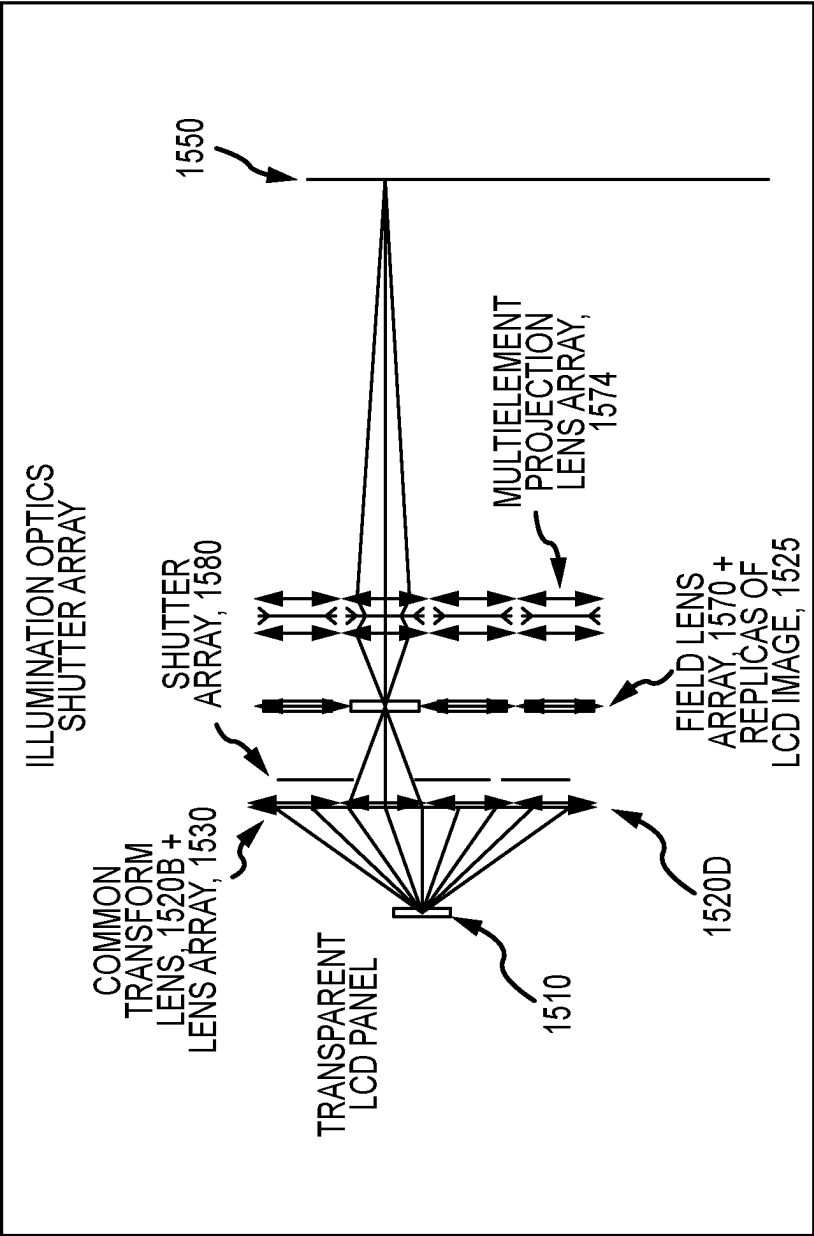 ILLUMINATION OPTICS
SHUTTER ARRAY
COMMON
TRANSFORM
LENS, 1520B +
LENS ARRAY, 1530
SHUTTER
ARRAY, 1580
1550
TRANSPARENT
LCD PANEL
1510
1520D
FIELD LENS
ARRAY, 1570 +
REPLICAS OF
LCD IMAGE, 1525
MULTIELEMENT
PROJECTION
LENS ARRAY,
1574